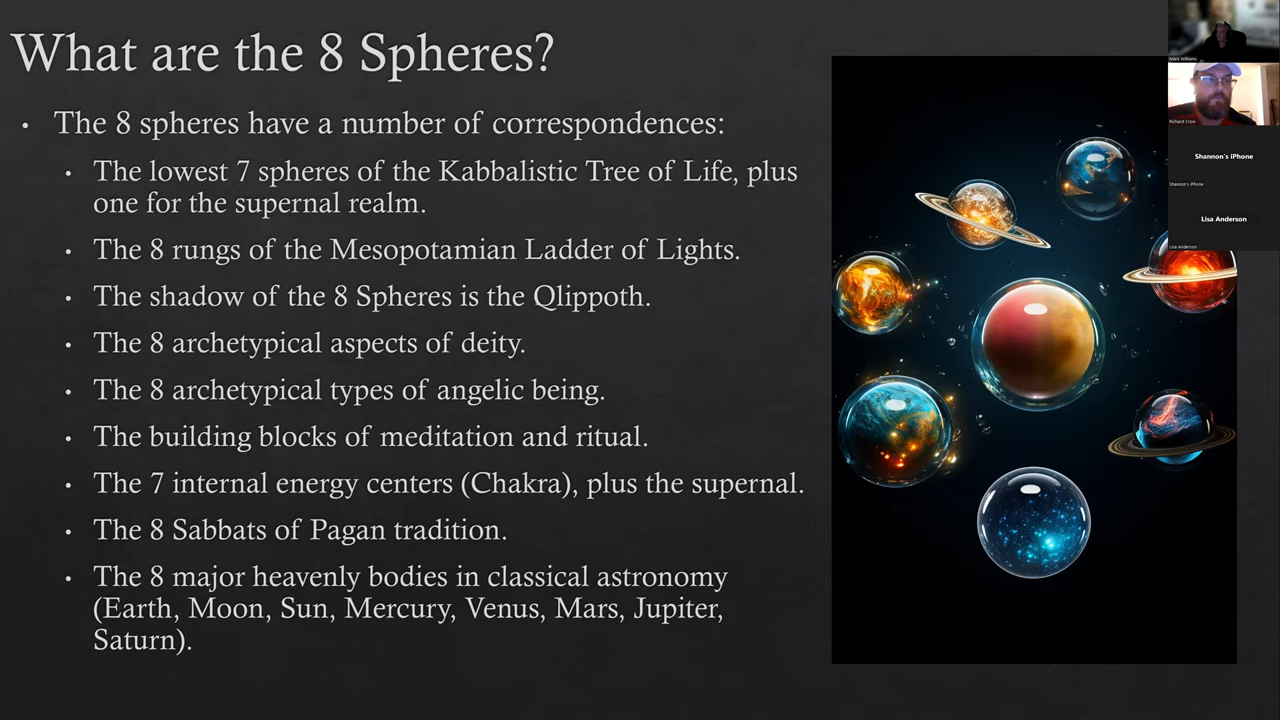 What are the 8 Spheres?
• The 8 spheres have a number of correspondences:
• The lowest 7 spheres of the Kabbalistic Tree of Life, plus
one for the supernal realm.
• The 8 rungs of the Mesopotamian Ladder of Lights.
• The shadow of the 8 Spheres is the Qlippoth.
• The 8 archetypical aspects of deity.
• The 8 archetypical types of angelic being.
• The building blocks of meditation and ritual.
• The 7 internal energy centers (Chakra), plus the supernal.
• The 8 Sabbats of Pagan tradition.
• The 8 major heavenly bodies in classical astronomy
(Earth, Moon, Sun, Mercury, Venus, Mars, Jupiter,
Saturn).
Mark Williams
Richard Crow
Shannon's iPhone
Shannon's iPhone
Lisa Anderson
Lisa Anderson